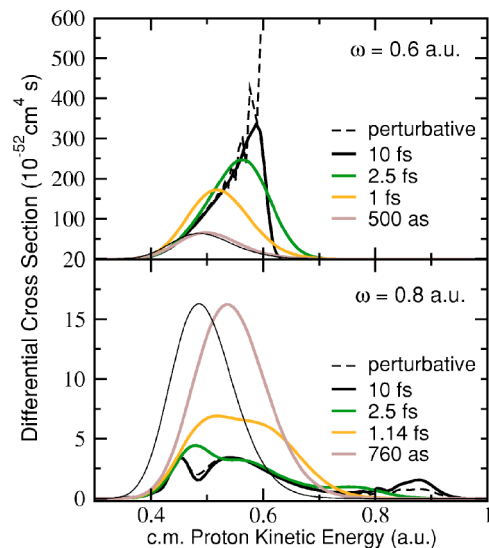 Differential Cross Section (10⁻⁵²cm⁴ s)
600
500
400
300
200
100
20
ω = 0.6 a.u.
perturbative
10 fs
2.5 fs
1 fs
500 as
15
10
5
0
ω = 0.8 a.u.
perturbative
10 fs
2.5 fs
1.14 fs
760 as
0.4
0.6
0.8
1
c.m. Proton Kinetic Energy (a.u.)